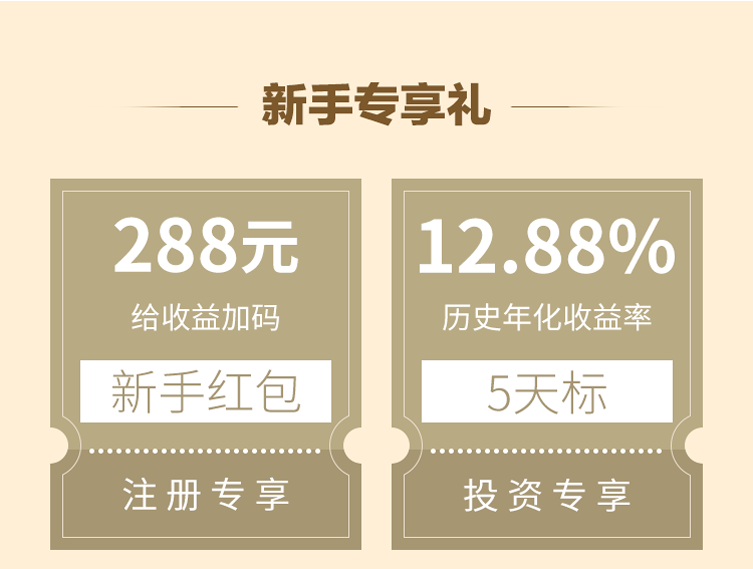 新手专享礼
288元
给收益加码
新手红包
注册专享
12.88%
历史年化收益率
5天标
投资专享